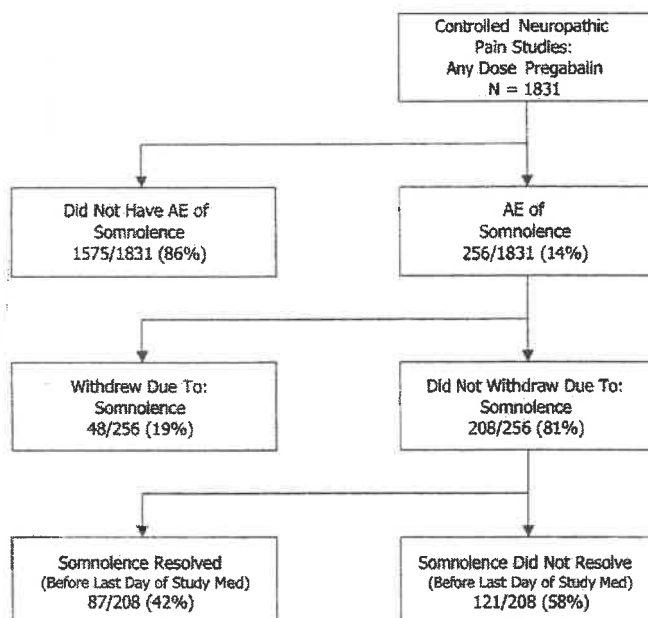 Controlled Neuropathic
Pain Studies:
Any Dose Pregabalin
N = 1831
Did Not Have AE of
Somnolence
1575/1831 (86%)
AE of
Somnolence
256/1831 (14%)
Withdrew Due To:
Somnolence
48/256 (19%)
Did Not Withdraw Due To:
Somnolence
208/256 (81%)
Somnolence Resolved
(Before Last Day of Study Med)
87/208 (42%)
Somnolence Did Not Resolve
(Before Last Day of Study Med)
121/208 (58%)